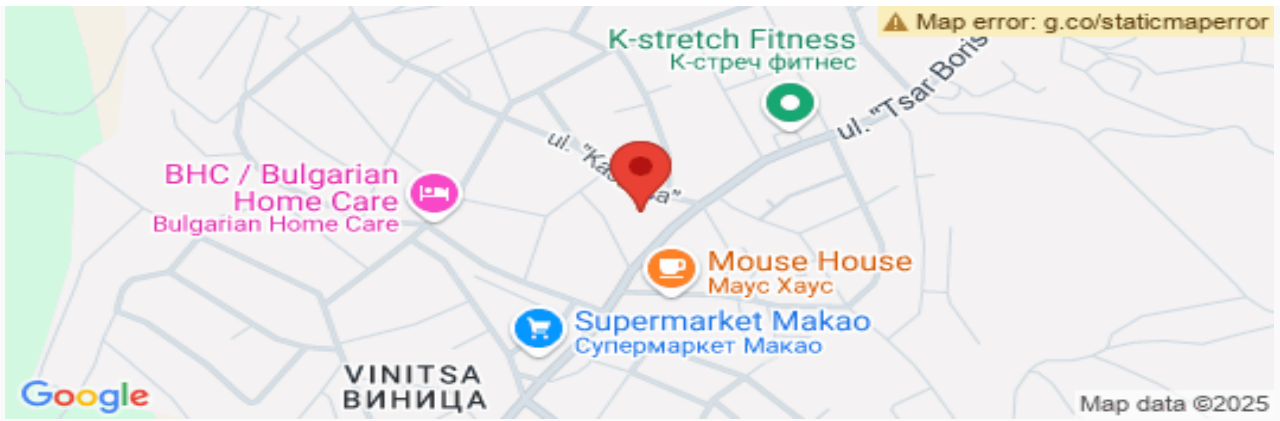 Map error: g.co/staticmaperror
K-stretch Fitness
К-стреч фитнес
ul. "Tsar Boris
ul.
BHC / Bulgarian
Home Care
Bulgarian Home Care
Mouse House
Маус Хаус
Supermarket Makao
Супермаркет Макао
VINITSA
ВИНИЦА
Google
Map data ©2025